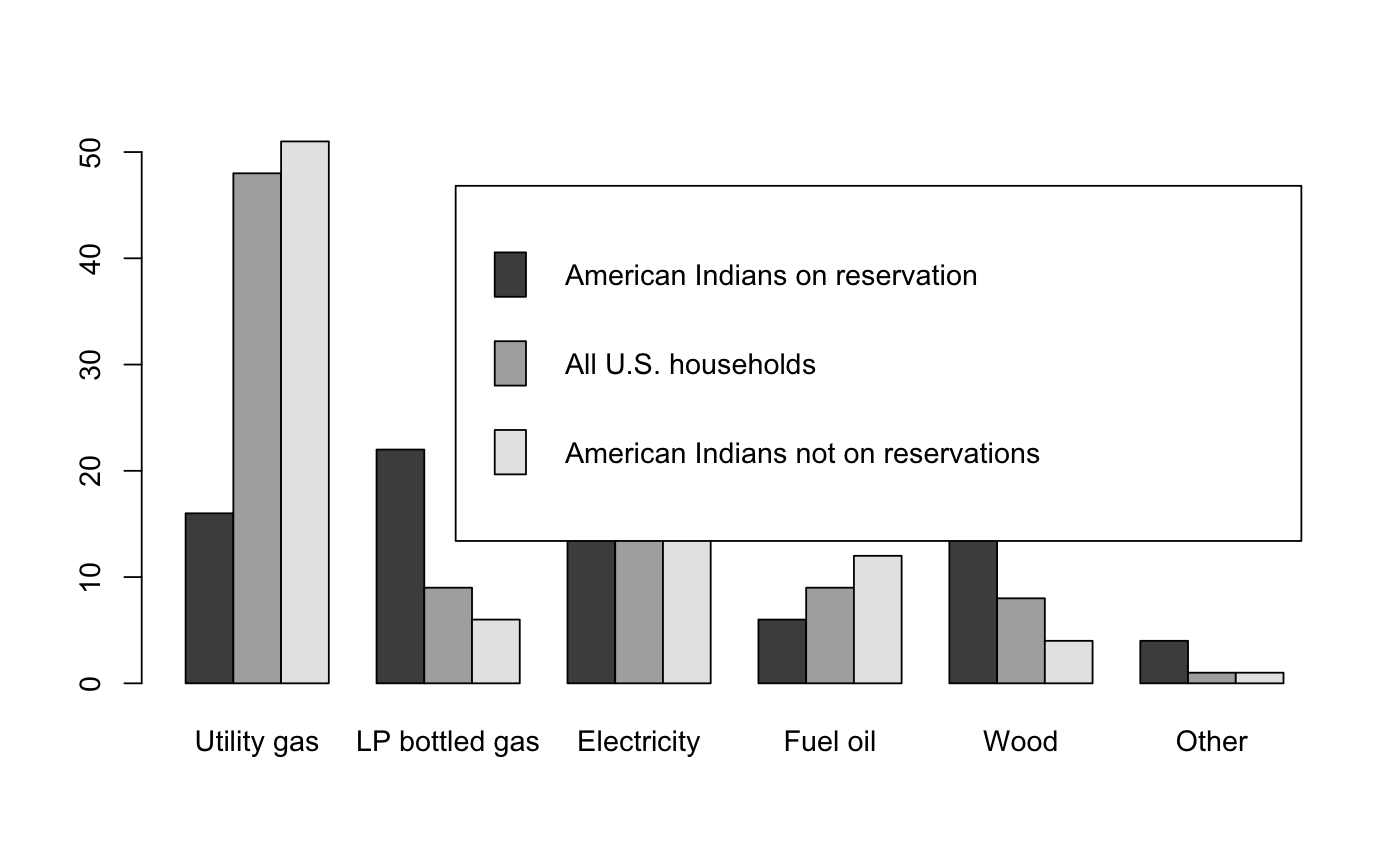 50
40
30
20
10
0
American Indians on reservation
All U.S. households
American Indians not on reservations
Utility gas
LP bottled gas
Electricity
Fuel oil
Wood
Other